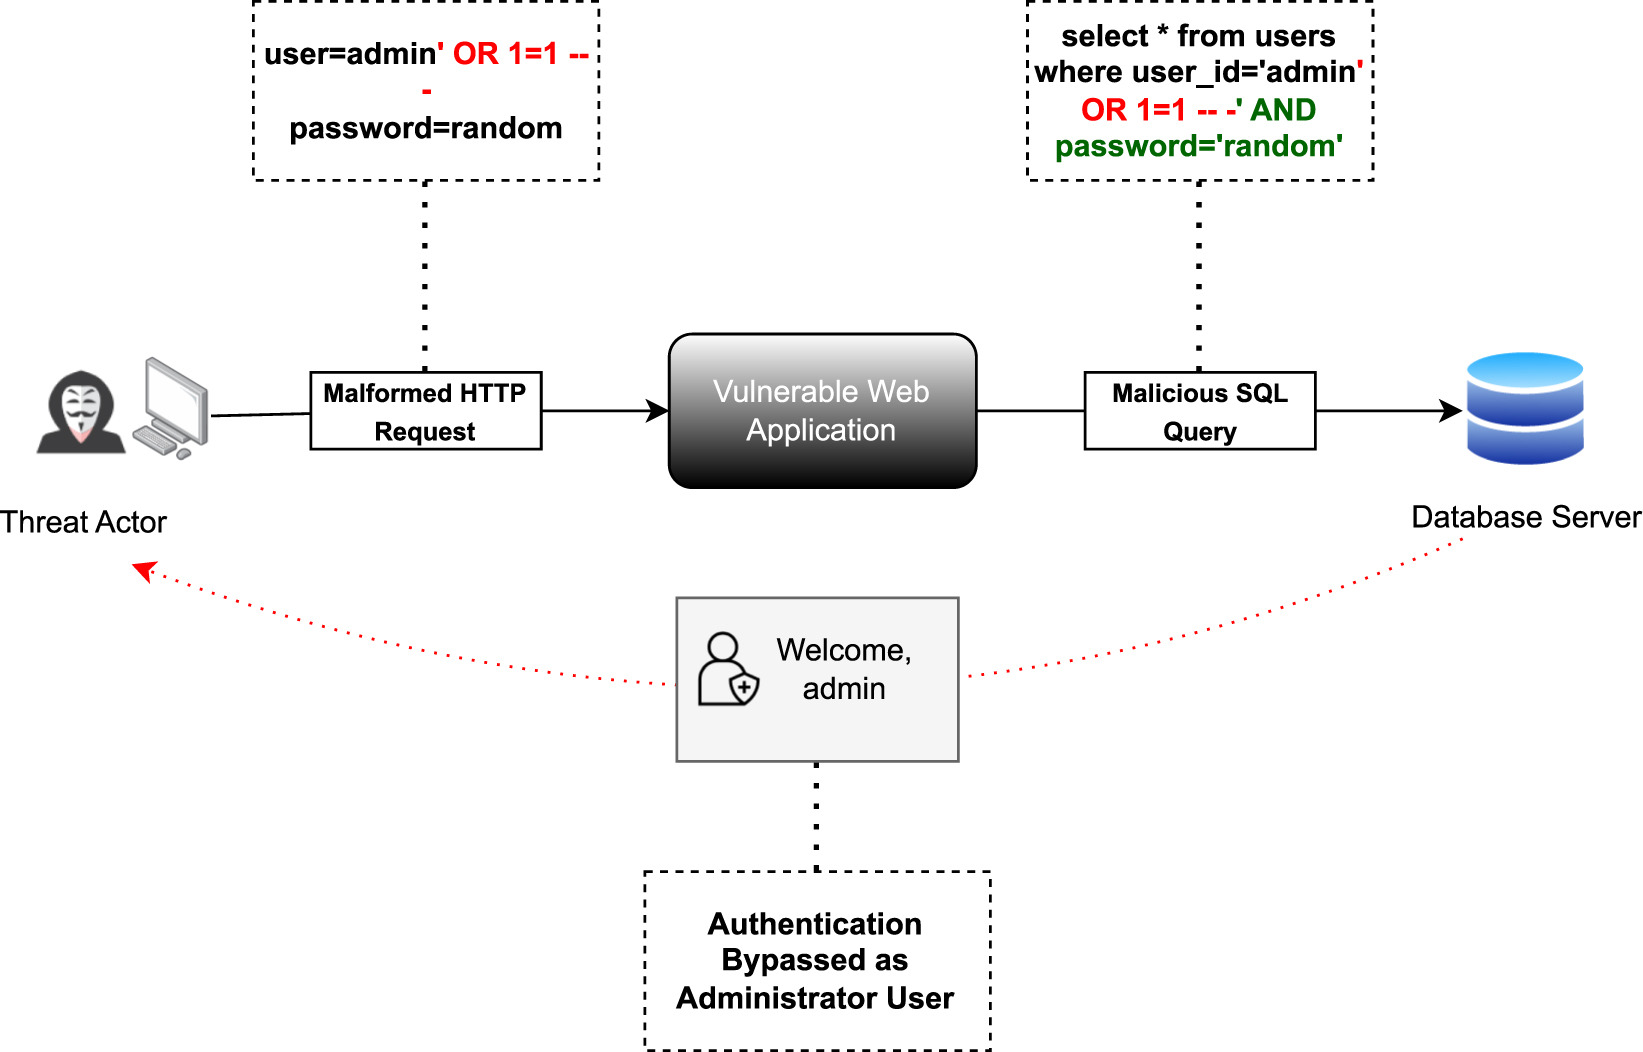 user=admin' OR 1=1 --
-
password=random
select * from users
where user_id='admin'
OR 1=1 -- -' AND
password='random'
Malformed HTTP
Request
Vulnerable Web
Application
Malicious SQL
Query
Threat Actor
Database Server
Welcome,
admin
Authentication
Bypassed as
Administrator User